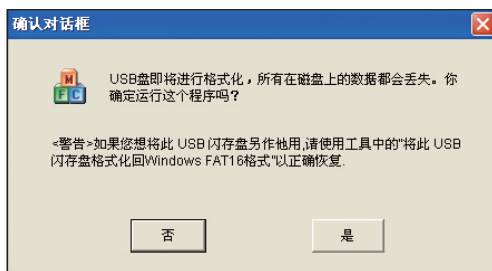 确认对话框
USB盘即将进行格式化，所有在磁盘上的数据都会丢失。你
确定运行这个程序吗？
<警告>如果您想将此 USB 闪存盘另作他用,请使用工具中的"将此 USB
闪存盘格式化回Windows FAT16格式"以正确恢复.
否
是